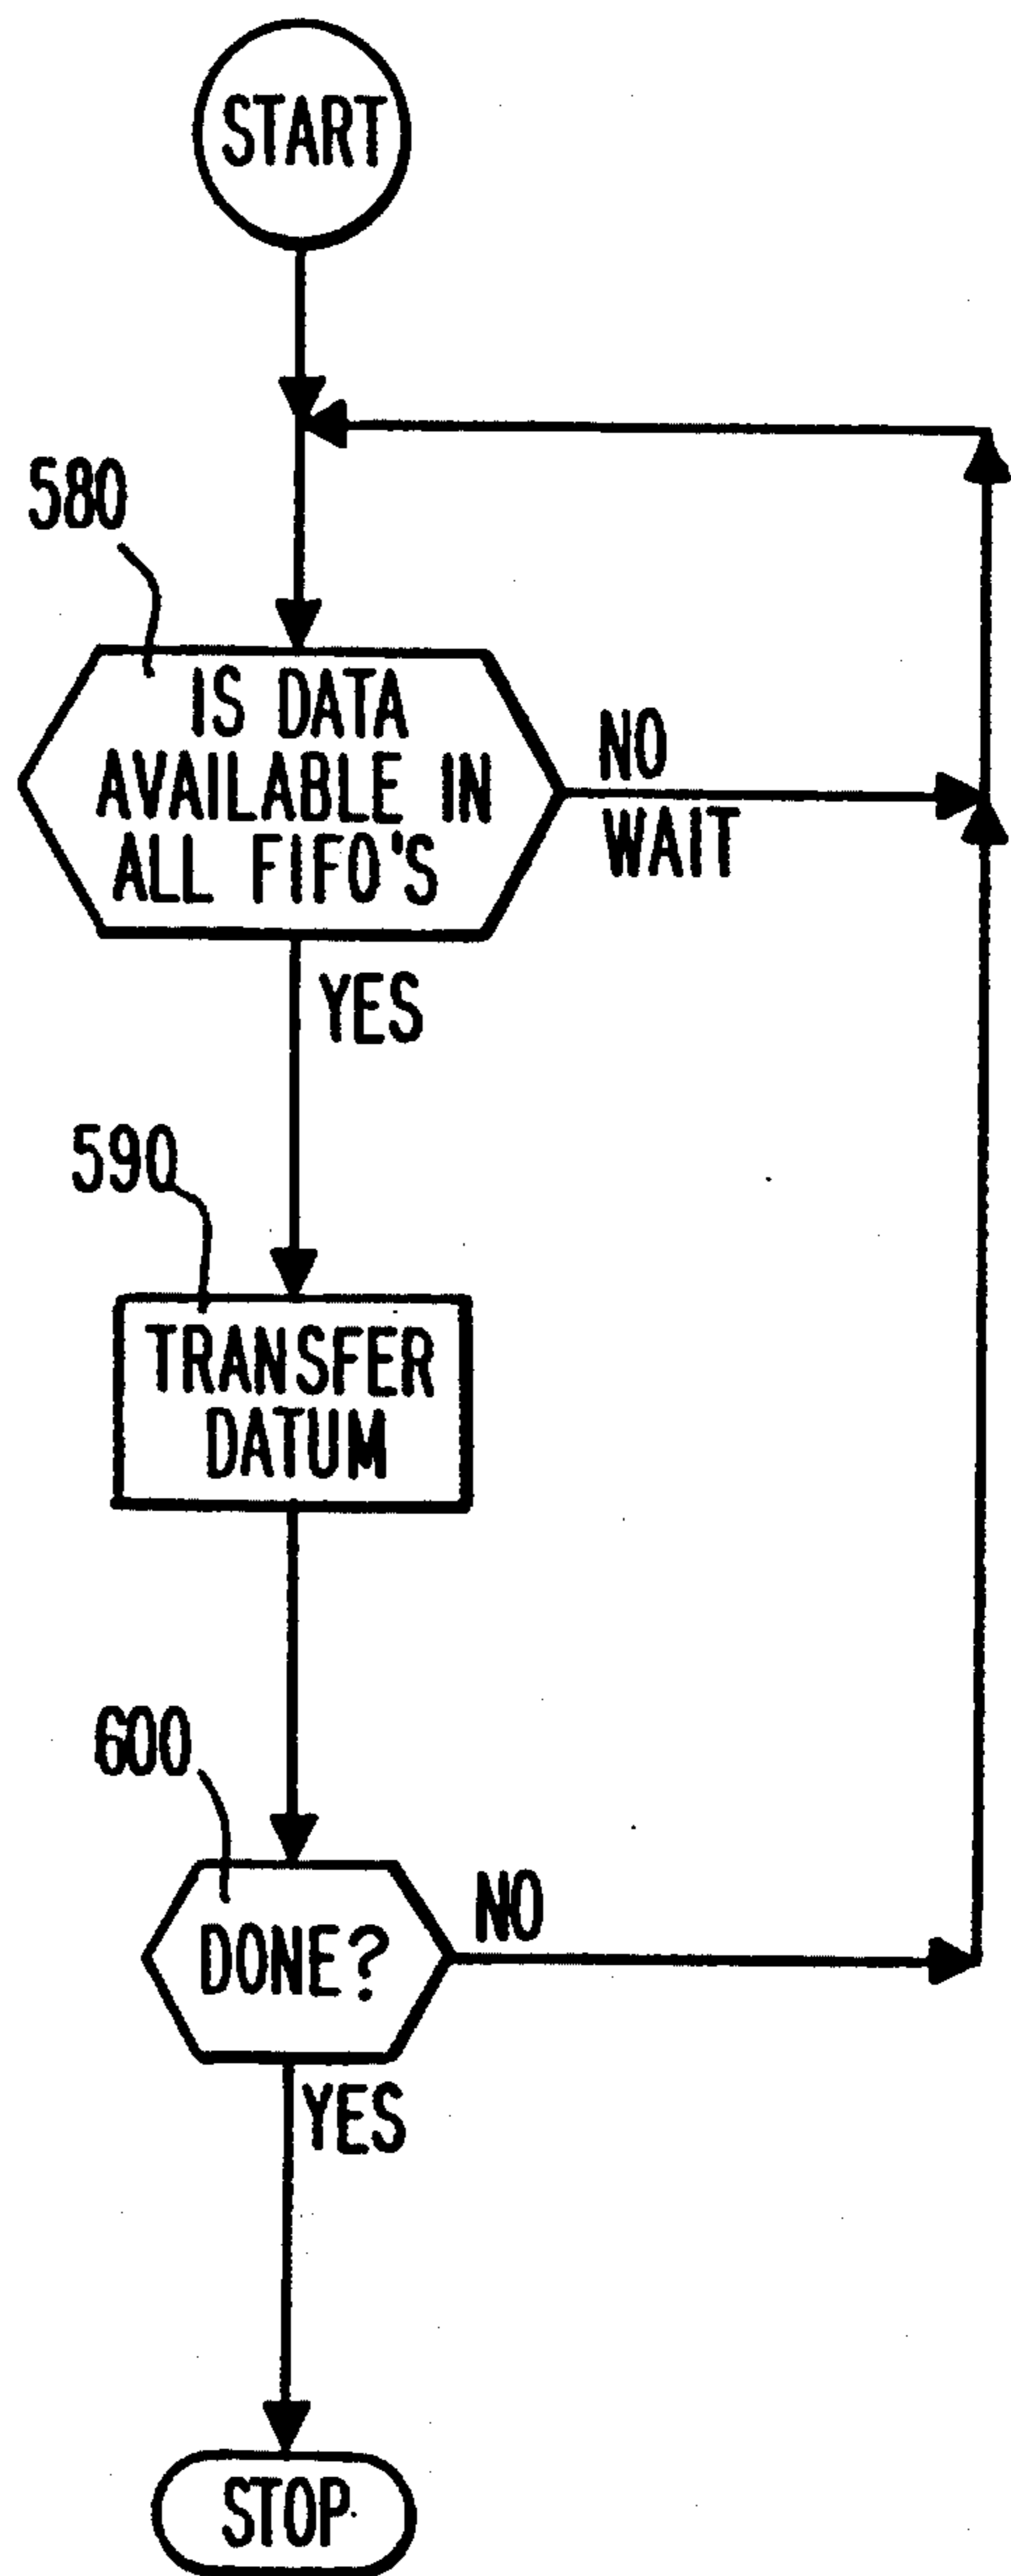 START
580
IS DATA
AVAILABLE IN
ALL FIFO'S
NO
WAIT
YES
590
TRANSFER
DATUM
600
DONE?
NO
YES
STOP